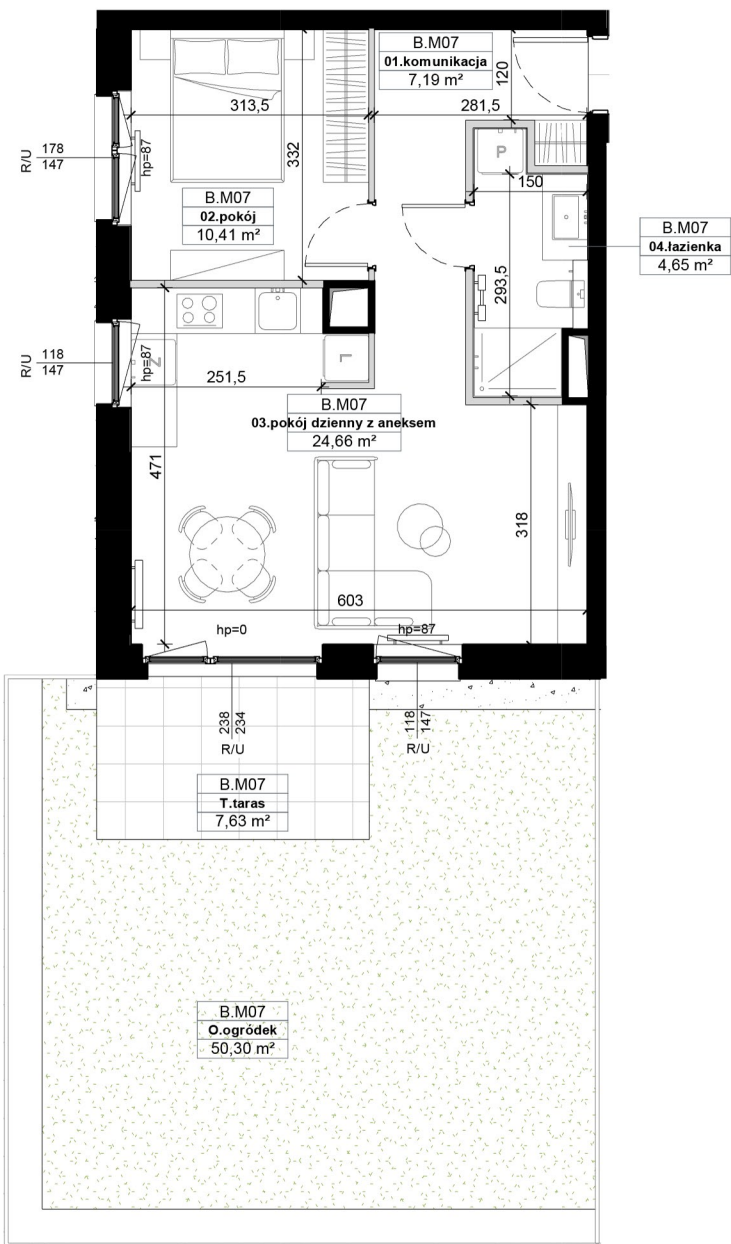 B.M07
01.komunikacja
7,19 m²
120
313,5
281,5
332
P
150
R/U
178
147
hp=87
B.M07
02.pokój
10,41 m²
B.M07
04.łazienka
4,65 m²
293,5
R/U
118
147
hp=87
Z
L
251,5
B.M07
03.pokój dzienny z aneksem
24,66 m²
471
318
603
hp=0
hp=87
238
234
R/U
118
147
R/U
B.M07
T.taras
7,63 m²
B.M07
O.ogródek
50,30 m²